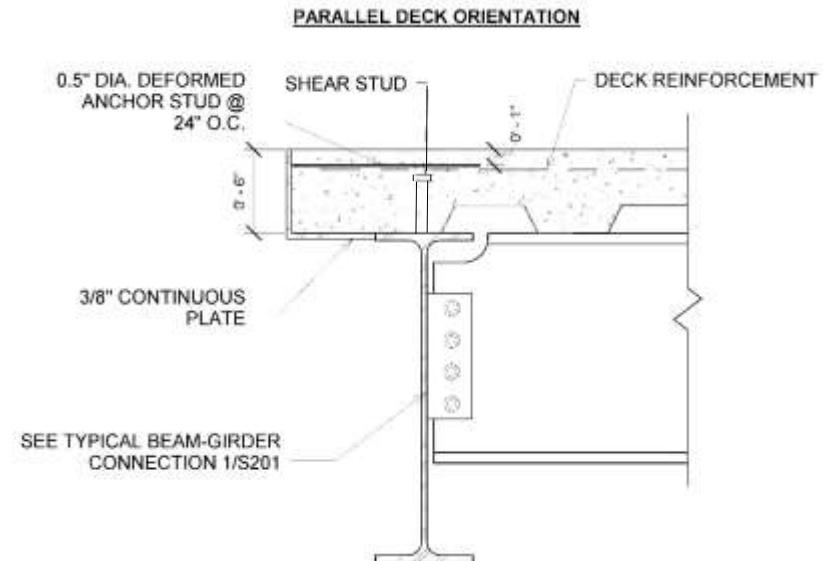 PARALLEL DECK ORIENTATION
0.5" DIA. DEFORMED
ANCHOR STUD @
24" O.C.
SHEAR STUD
DECK REINFORCEMENT
0' - 1"
0' - 6"
3/8" CONTINUOUS
PLATE
SEE TYPICAL BEAM-GIRDER
CONNECTION 1/S201